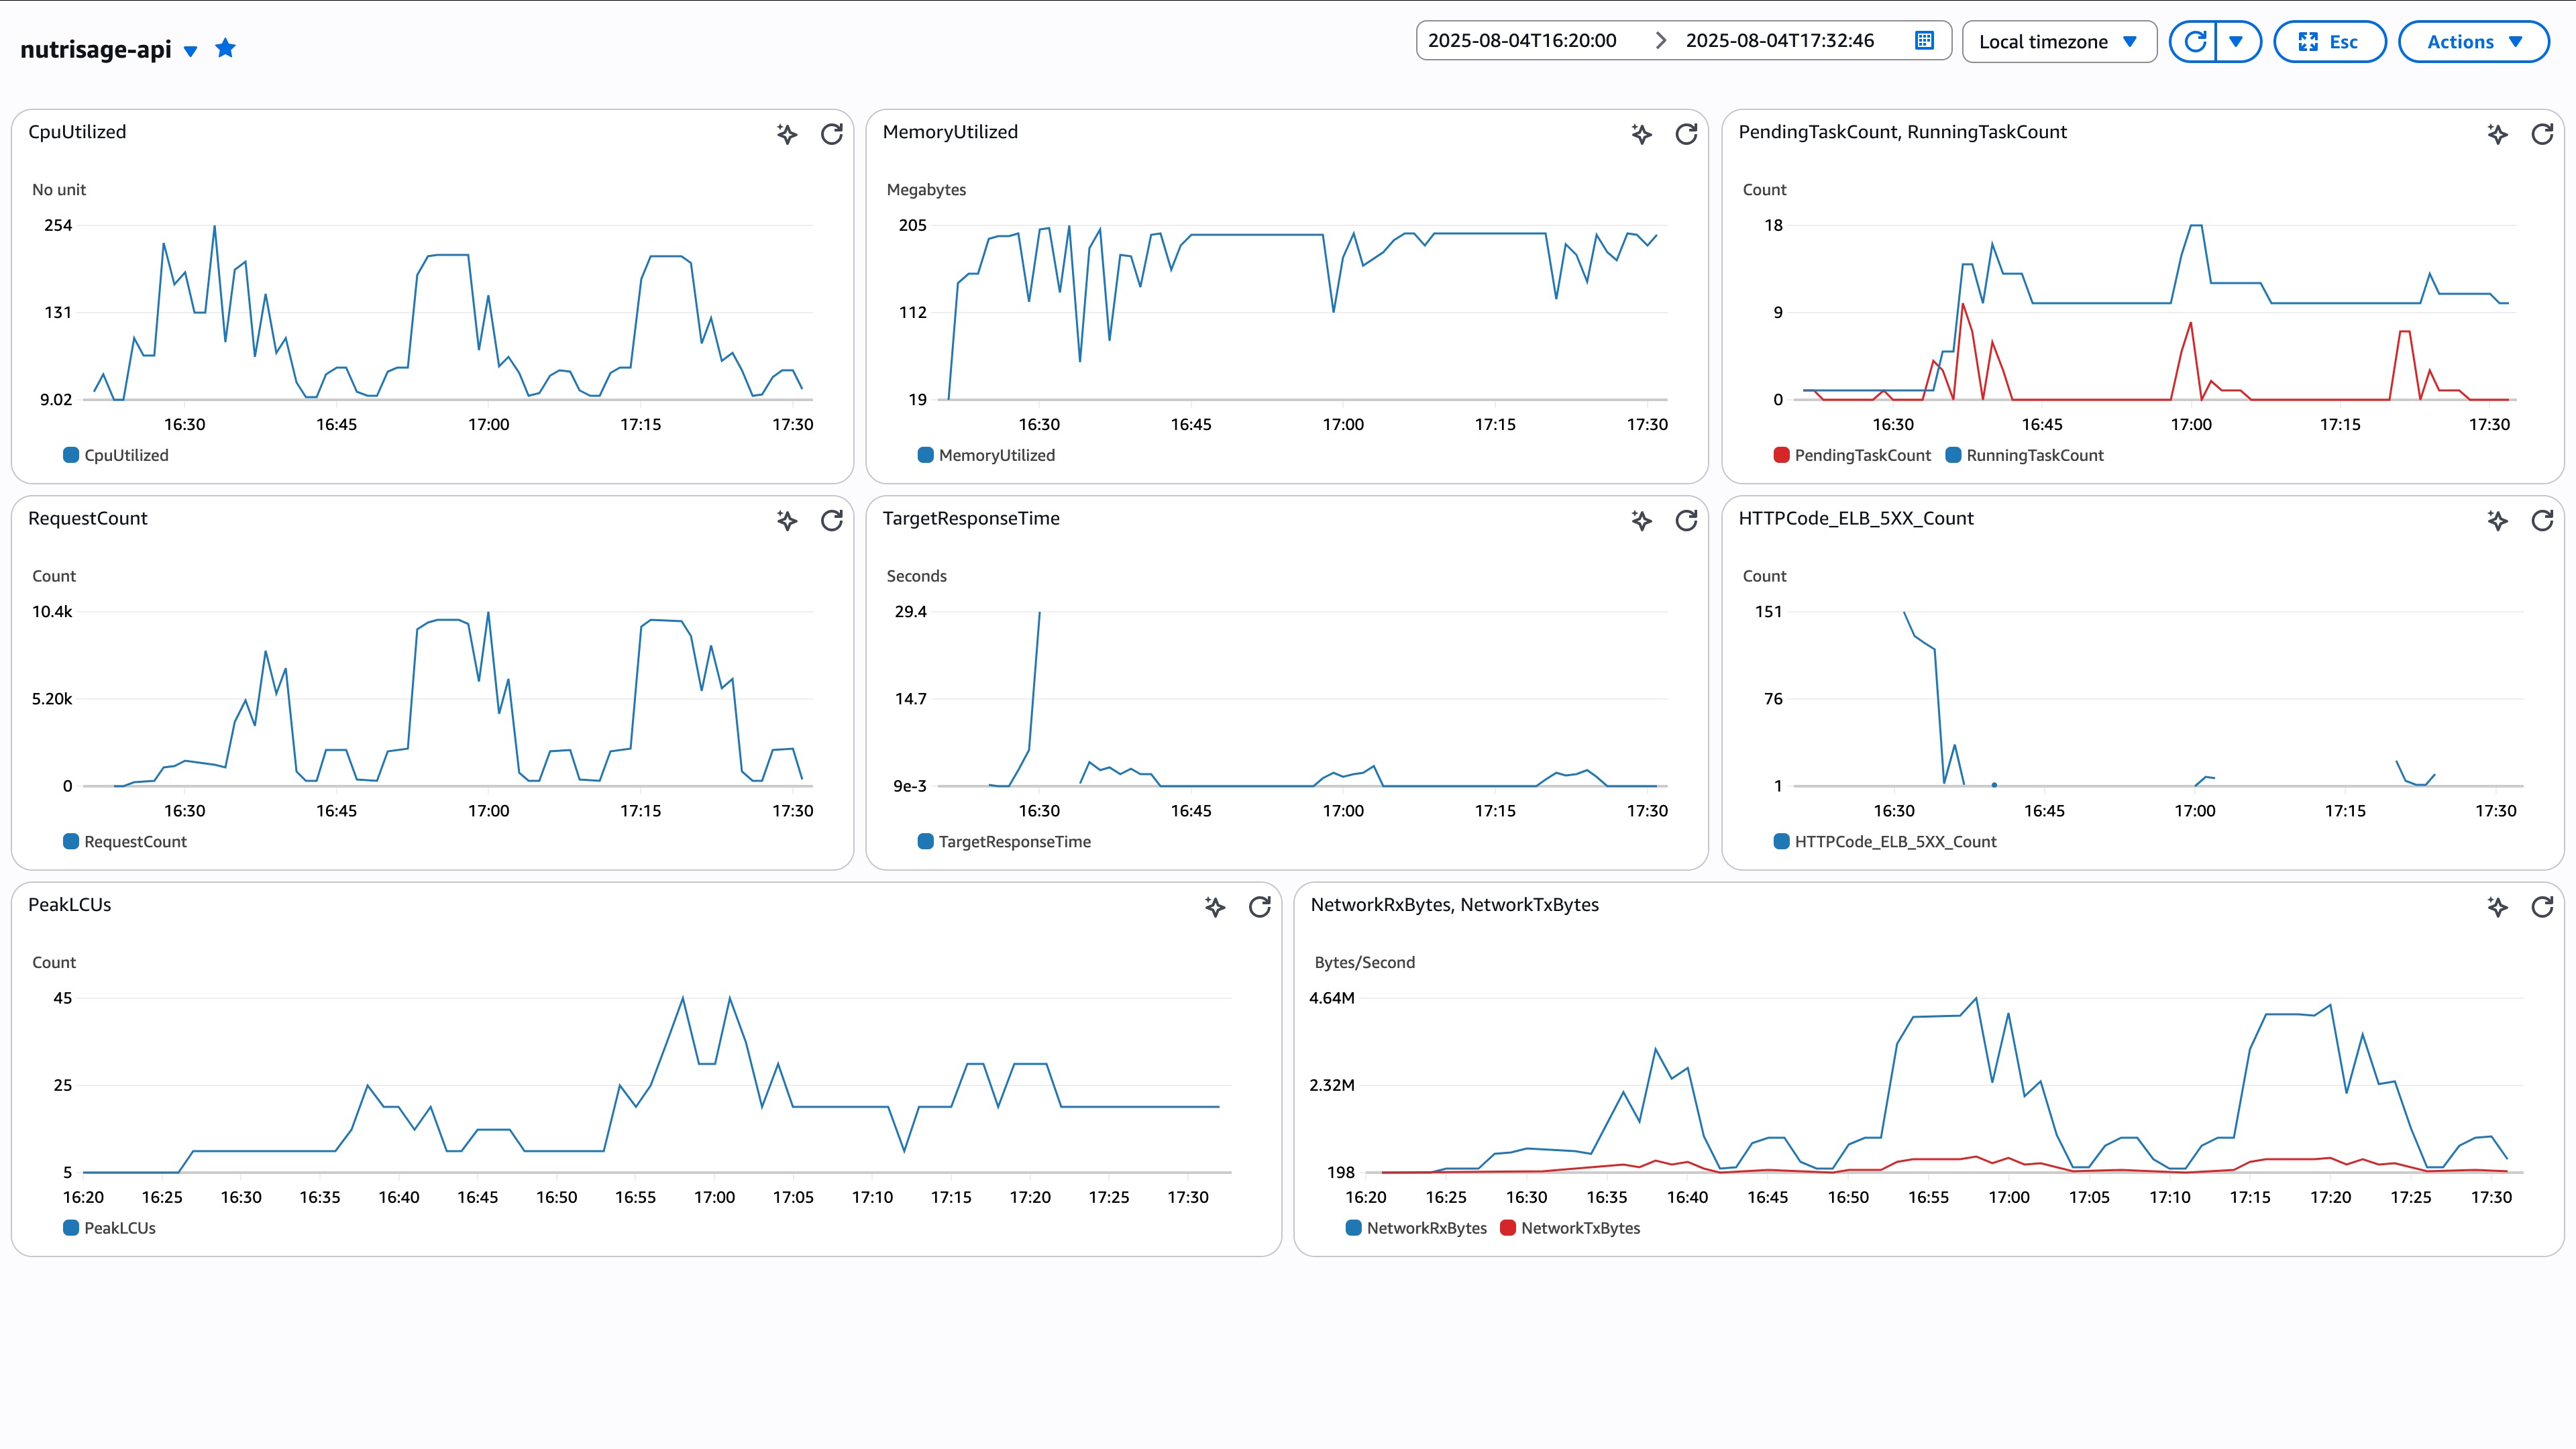 nutrisage-api
2025-08-04T16:20:00 2025-08-04T17:32:46 Local timezone Esc Actions
CpuUtilized
No unit
254
131
9.02
16:30 16:45 17:00 17:15 17:30
CpuUtilized
MemoryUtilized
Megabytes
205
112
19
16:30 16:45 17:00 17:15 17:30
MemoryUtilized
PendingTaskCount, RunningTaskCount
Count
18
9
0
16:30 16:45 17:00 17:15 17:30
PendingTaskCount RunningTaskCount
RequestCount
Count
10.4k
5.20k
0
16:30 16:45 17:00 17:15 17:30
RequestCount
TargetResponseTime
Seconds
29.4
14.7
9e-3
16:30 16:45 17:00 17:15 17:30
TargetResponseTime
HTTPCode_ELB_5XX_Count
Count
151
76
1
16:30 16:45 17:00 17:15 17:30
HTTPCode_ELB_5XX_Count
PeakLCUs
Count
45
25
5
16:20 16:25 16:30 16:35 16:40 16:45 16:50 16:55 17:00 17:05 17:10 17:15 17:20 17:25 17:30
PeakLCUs
NetworkRxBytes, NetworkTxBytes
Bytes/Second
4.64M
2.32M
198
16:20 16:25 16:30 16:35 16:40 16:45 16:50 16:55 17:00 17:05 17:10 17:15 17:20 17:25 17:30
NetworkRxBytes NetworkTxBytes